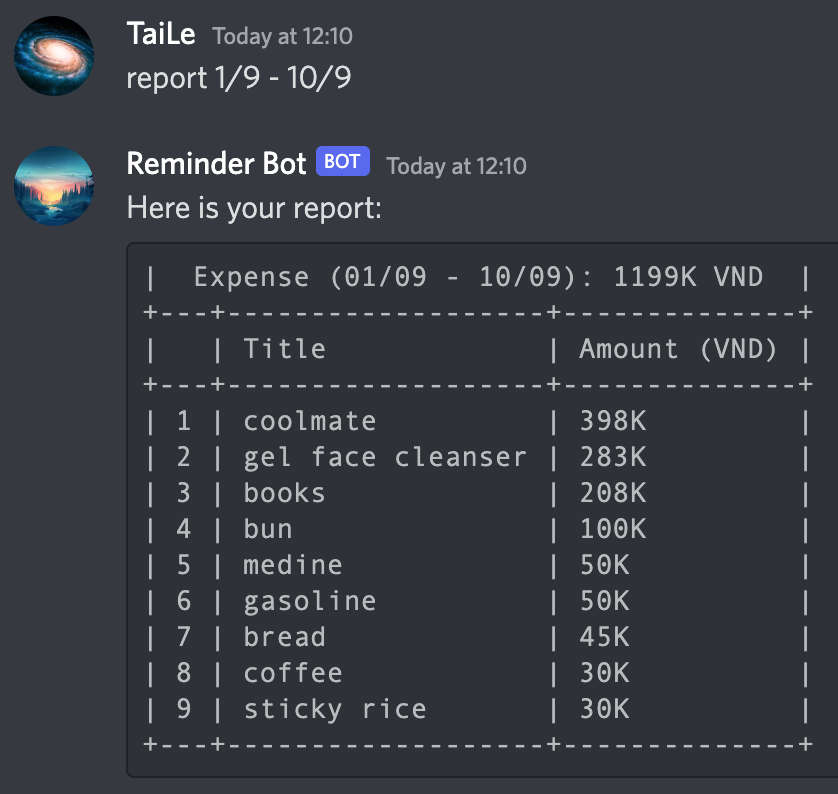 TaiLe Today at 12:10
report 1/9 - 10/9
Reminder Bot BOT Today at 12:10
Here is your report:
|  Expense (01/09 - 10/09): 1199K VND  |
+---+-------------------+--------------+
|   | Title             | Amount (VND) |
+---+-------------------+--------------+
| 1 | coolmate          | 398K         |
| 2 | gel face cleanser | 283K         |
| 3 | books             | 208K         |
| 4 | bun               | 100K         |
| 5 | medine            | 50K          |
| 6 | gasoline          | 50K          |
| 7 | bread             | 45K          |
| 8 | coffee            | 30K          |
| 9 | sticky rice       | 30K          |
+---+-------------------+--------------+